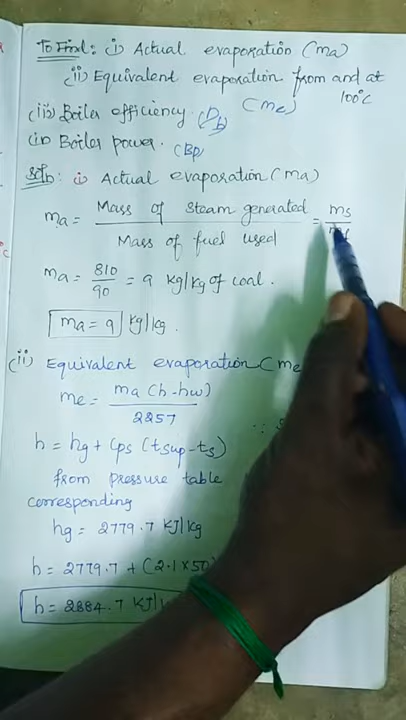 To Find: i) Actual evaporation (ma)
ii) Equivalent evaporation from and at 100°C
(me)
(iii) Boiler efficiency. (ηb)
(iv) Boiler power. (BP)
Soln: i) Actual evaporation (ma)
ma = Mass of Steam generated / Mass of fuel used = ms
ma = 810/90 = 9 kg/kg of coal.
ma = 9 kg/kg.
(ii) Equivalent evaporation (me
me = ma (h-hw) / 2257
h = hg + Cps (tsup - ts)
from pressure table
corresponding
hg = 2779.7 KJ/kg
h = 2779.7 + (2.1 x 50)
h = 2884.7 KJ/